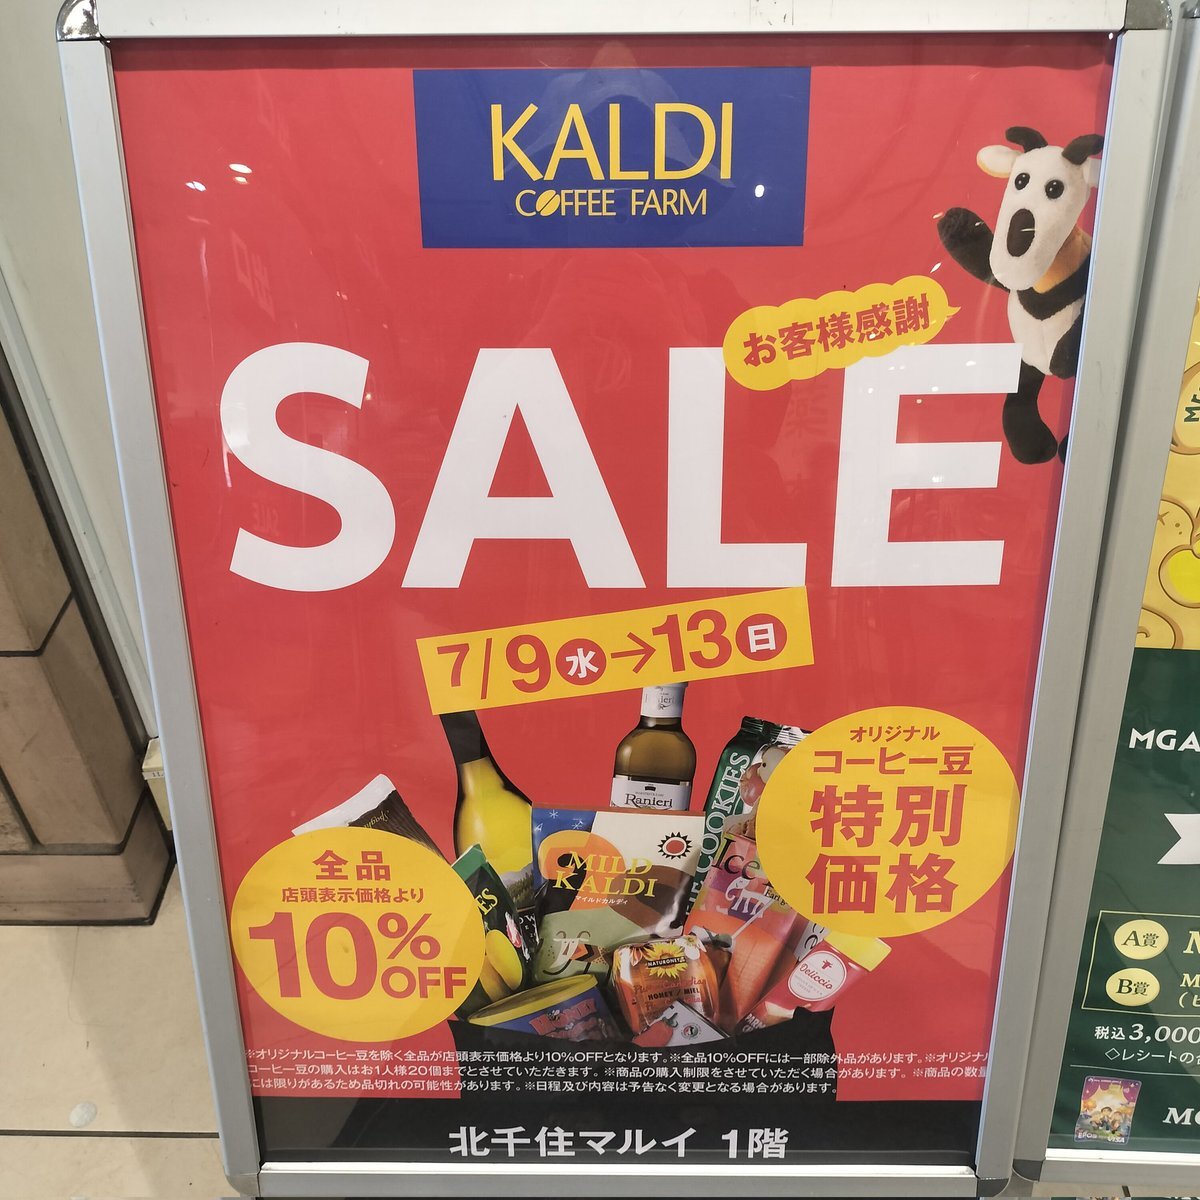 KALDI
COFFEE FARM
お客様感謝
SALE
7/9水→13日
Ranieri
オリジナル
コーヒー豆
特別
価格
COOKIES
Ice
MILD
KALDI
マイルドカルディ
全品
店頭表示価格より
10%OFF
NATURONEY
HONEY / MIEL
Deliccio
※オリジナルコーヒー豆を除く全品が店頭表示価格より10%OFFとなります。※全品10%OFFには一部除外品があります。※オリジナ
コーヒー豆の購入はお1人様20個までとさせていただきます。※商品の購入制限をさせていただく場合があります。※商品の数量
には限りがあるため品切れの可能性があります。※日程及び内容は予告なく変更となる場合があります。
北千住マルイ 1階
MGA
A賞
B賞
税込3,000
◇レシートの
VISA